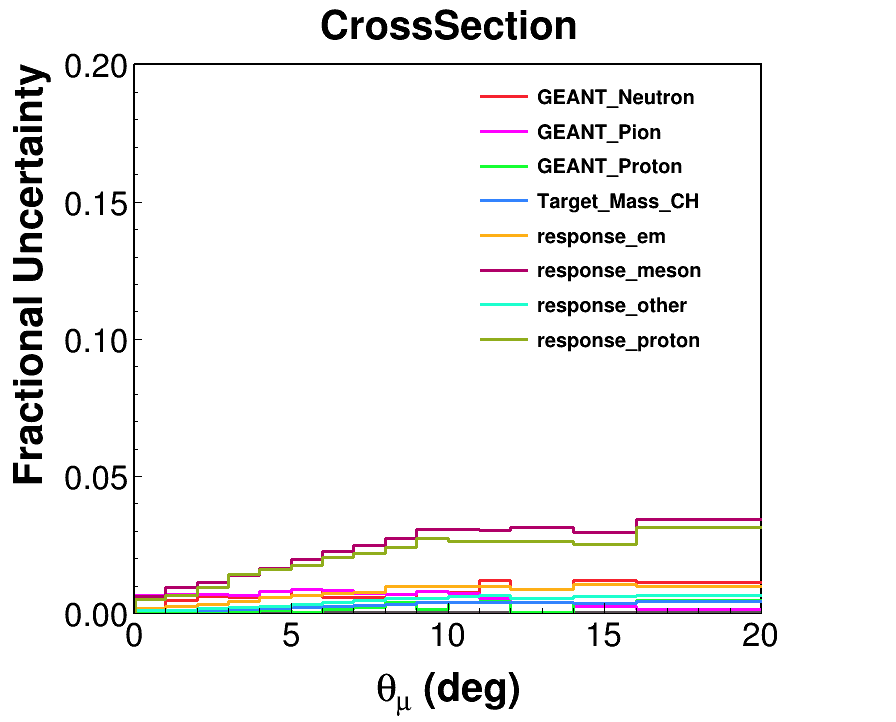 CrossSection
Fractional Uncertainty
0.20
0.15
0.10
0.05
0.00
GEANT_Neutron
GEANT_Pion
GEANT_Proton
Target_Mass_CH
response_em
response_meson
response_other
response_proton
0 5 10 15 20
θμ (deg)